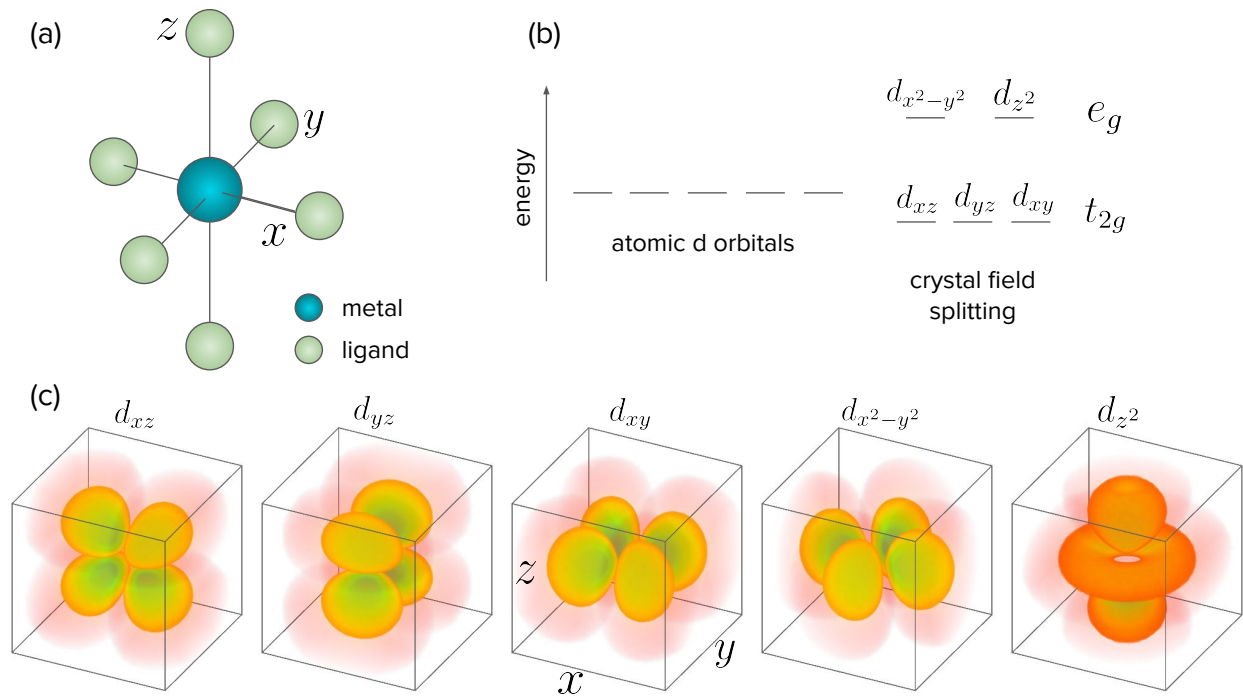 (a)
z
y
x
metal
ligand
(b)
energy
atomic d orbitals
d_{x^2-y^2} d_{z^2} e_g
d_{xz} d_{yz} d_{xy} t_{2g}
crystal field
splitting
(c)
d_{xz} d_{yz} d_{xy} d_{x^2-y^2} d_{z^2}
z
x
y